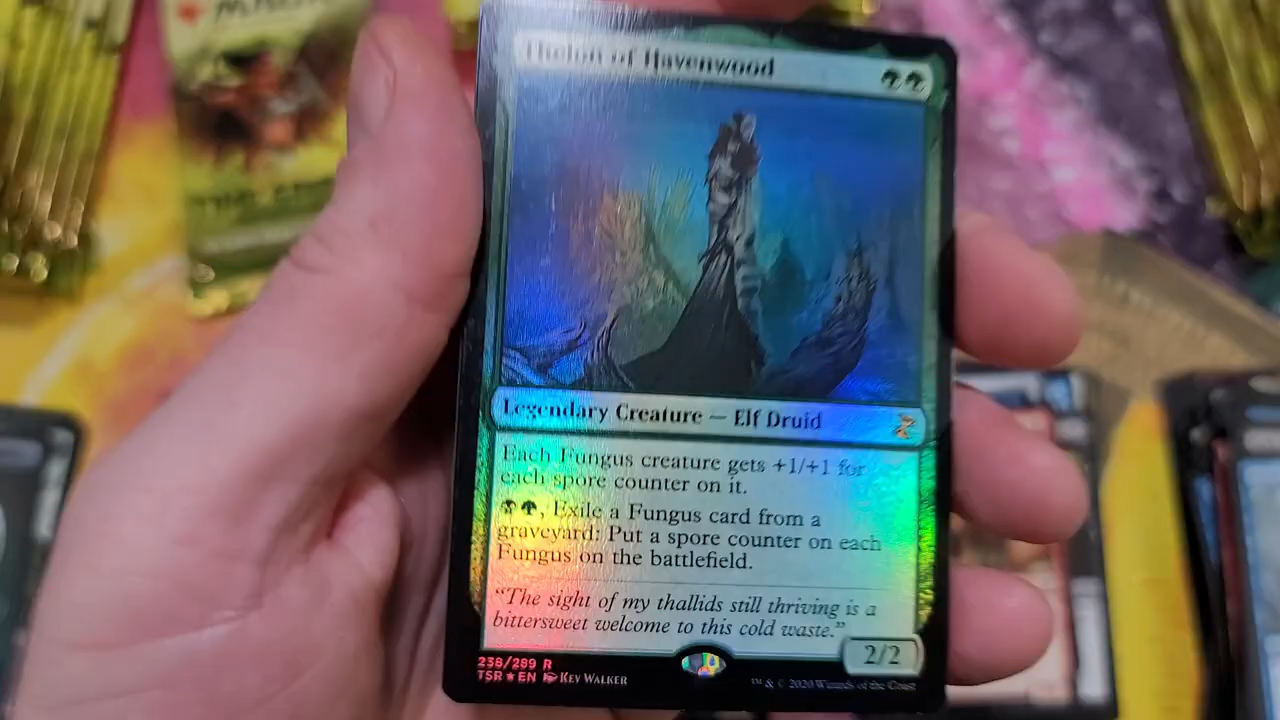 Thelon of Havenwood
Legendary Creature — Elf Druid
Each Fungus creature gets +1/+1 for
each spore counter on it.
, Exile a Fungus card from a
graveyard: Put a spore counter on each
Fungus on the battlefield.
“The sight of my thallids still thriving is a
bittersweet welcome to this cold waste.”
2/2
238/289 R
TSR★EN Kev Walker
™ & © 2020 Wizards of the Coast